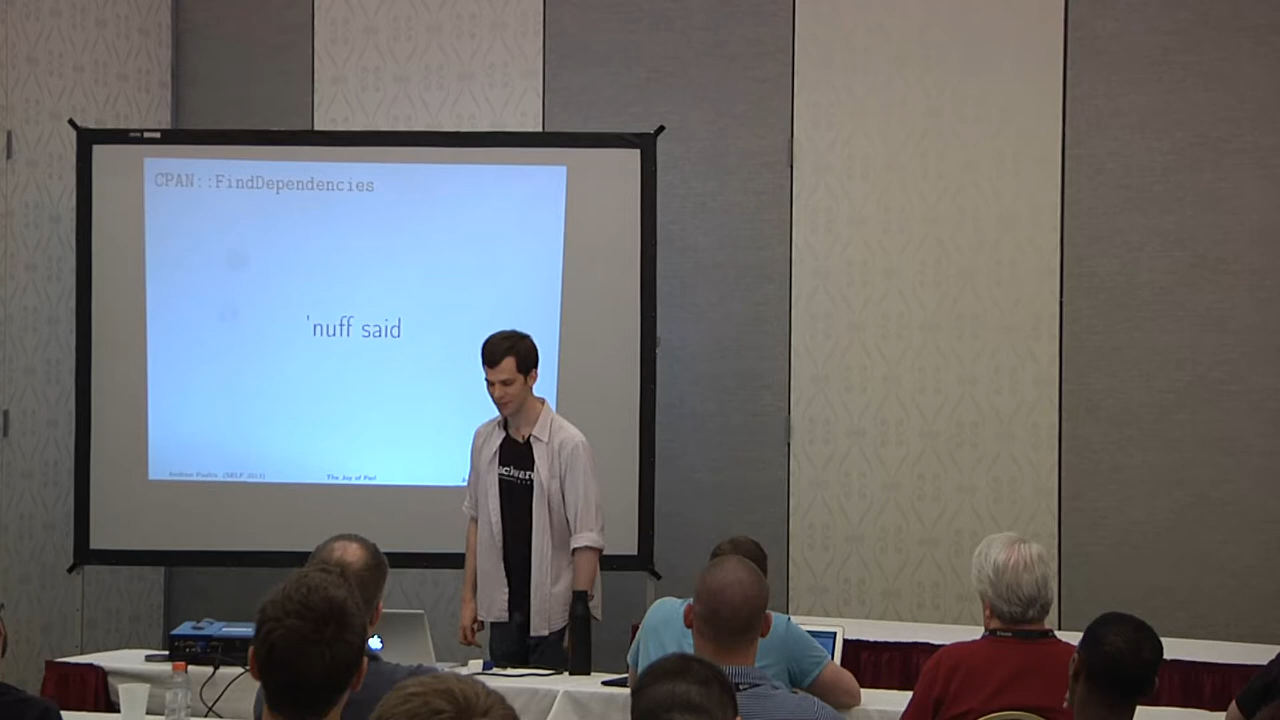 CPAN::FindDependencies
'nuff said
The Joy of Perl